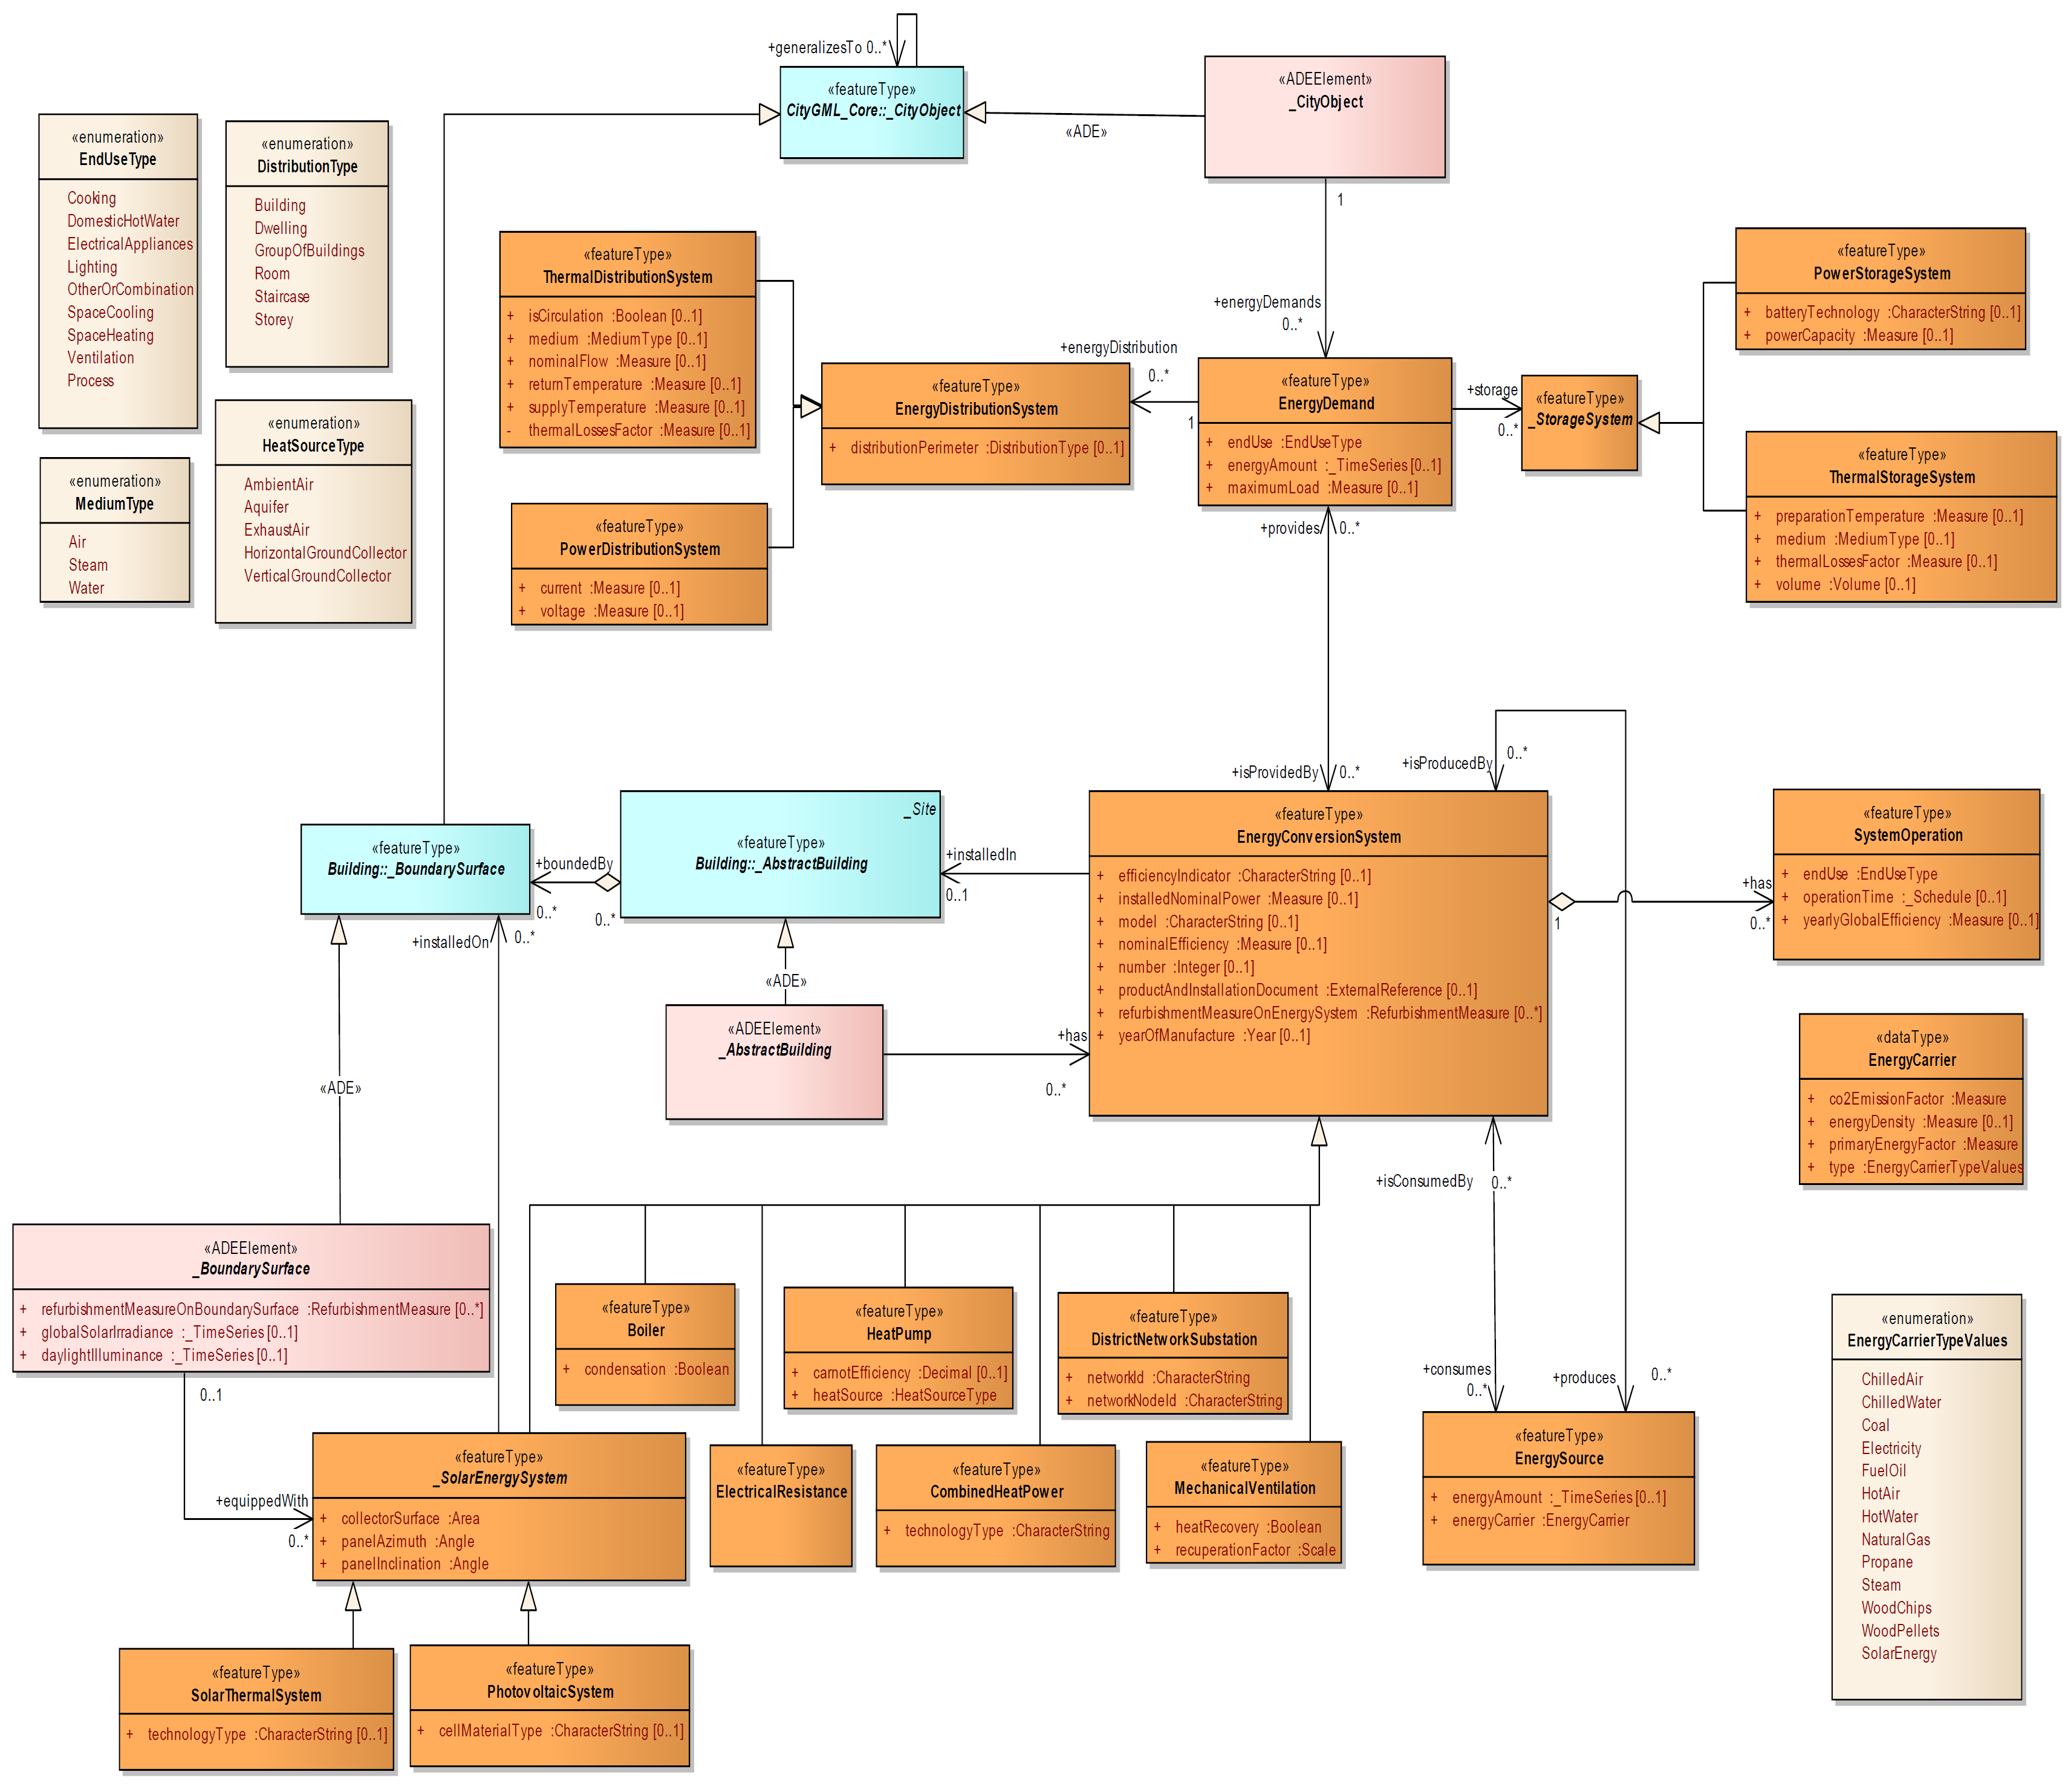 +generalizesTo 0..*
«featureType»
CityGML_Core::_CityObject
«ADEElement»
_CityObject
«ADE»
1
«enumeration»
EndUseType
Cooking
DomesticHotWater
ElectricalAppliances
Lighting
OtherOrCombination
SpaceCooling
SpaceHeating
Ventilation
Process
«enumeration»
DistributionType
Building
Dwelling
GroupOfBuildings
Room
Staircase
Storey
«enumeration»
HeatSourceType
AmbientAir
Aquifer
ExhaustAir
HorizontalGroundCollector
VerticalGroundCollector
«enumeration»
MediumType
Air
Steam
Water
«featureType»
ThermalDistributionSystem
+ isCirculation :Boolean [0..1]
+ medium :MediumType [0..1]
+ nominalFlow :Measure [0..1]
+ returnTemperature :Measure [0..1]
+ supplyTemperature :Measure [0..1]
- thermalLossesFactor :Measure [0..1]
«featureType»
PowerDistributionSystem
+ current :Measure [0..1]
+ voltage :Measure [0..1]
«featureType»
EnergyDistributionSystem
+ distributionPerimeter :DistributionType [0..1]
+energyDistribution
0..*
1
+energyDemands
0..*
«featureType»
EnergyDemand
+ endUse :EndUseType
+ energyAmount :_TimeSeries [0..1]
+ maximumLoad :Measure [0..1]
+storage
0..*
«featureType»
_StorageSystem
«featureType»
PowerStorageSystem
+ batteryTechnology :CharacterString [0..1]
+ powerCapacity :Measure [0..1]
«featureType»
ThermalStorageSystem
+ preparationTemperature :Measure [0..1]
+ medium :MediumType [0..1]
+ thermalLossesFactor :Measure [0..1]
+ volume :Volume [0..1]
+provides
0..*
+isProvidedBy
0..*
+isProducedBy
0..*
«featureType»
Building::_BoundarySurface
+boundedBy
0..*
0..*
_Site
«featureType»
Building::_AbstractBuilding
+installedIn
0..1
«featureType»
EnergyConversionSystem
+ efficiencyIndicator :CharacterString [0..1]
+ installedNominalPower :Measure [0..1]
+ model :CharacterString [0..1]
+ nominalEfficiency :Measure [0..1]
+ number :Integer [0..1]
+ productAndInstallationDocument :ExternalReference [0..1]
+ refurbishmentMeasureOnEnergySystem :RefurbishmentMeasure [0..*]
+ yearOfManufacture :Year [0..1]
1
+has
0..*
«featureType»
SystemOperation
+ endUse :EndUseType
+ operationTime :_Schedule [0..1]
+ yearlyGlobalEfficiency :Measure [0..1]
+installedOn
0..*
«ADE»
«ADEElement»
_AbstractBuilding
+has
0..*
«dataType»
EnergyCarrier
+ co2EmissionFactor :Measure
+ energyDensity :Measure [0..1]
+ primaryEnergyFactor :Measure
+ type :EnergyCarrierTypeValues
«ADE»
+isConsumedBy
0..*
«ADEElement»
_BoundarySurface
+ refurbishmentMeasureOnBoundarySurface :RefurbishmentMeasure [0..*]
+ globalSolarIrradiance :_TimeSeries [0..1]
+ daylightIlluminance :_TimeSeries [0..1]
0..1
+equippedWith
0..*
«featureType»
Boiler
+ condensation :Boolean
«featureType»
HeatPump
+ carnotEfficiency :Decimal [0..1]
+ heatSource :HeatSourceType
«featureType»
DistrictNetworkSubstation
+ networkId :CharacterString
+ networkNodeId :CharacterString
+consumes
0..*
+produces
0..*
«featureType»
_SolarEnergySystem
+ collectorSurface :Area
+ panelAzimuth :Angle
+ panelInclination :Angle
«featureType»
ElectricalResistance
«featureType»
CombinedHeatPower
+ technologyType :CharacterString
«featureType»
MechanicalVentilation
+ heatRecovery :Boolean
+ recuperationFactor :Scale
«featureType»
EnergySource
+ energyAmount :_TimeSeries [0..1]
+ energyCarrier :EnergyCarrier
«enumeration»
EnergyCarrierTypeValues
ChilledAir
ChilledWater
Coal
Electricity
FuelOil
HotAir
HotWater
NaturalGas
Propane
Steam
WoodChips
WoodPellets
SolarEnergy
«featureType»
SolarThermalSystem
+ technologyType :CharacterString [0..1]
«featureType»
PhotovoltaicSystem
+ cellMaterialType :CharacterString [0..1]